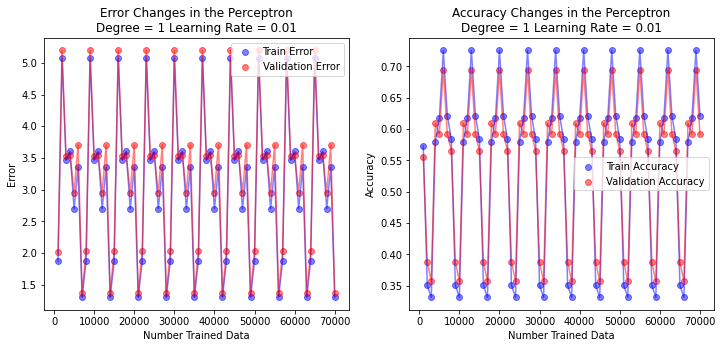 Error Changes in the Perceptron
Degree = 1 Learning Rate = 0.01
Train Error
Validation Error
5.0
4.5
4.0
3.5
3.0
2.5
2.0
1.5
Error
0
10000
20000
30000
40000
50000
60000
70000
Number Trained Data
Accuracy Changes in the Perceptron
Degree = 1 Learning Rate = 0.01
Train Accuracy
Validation Accuracy
0.70
0.65
0.60
0.55
0.50
0.45
0.40
0.35
Accuracy
0
10000
20000
30000
40000
50000
60000
70000
Number Trained Data